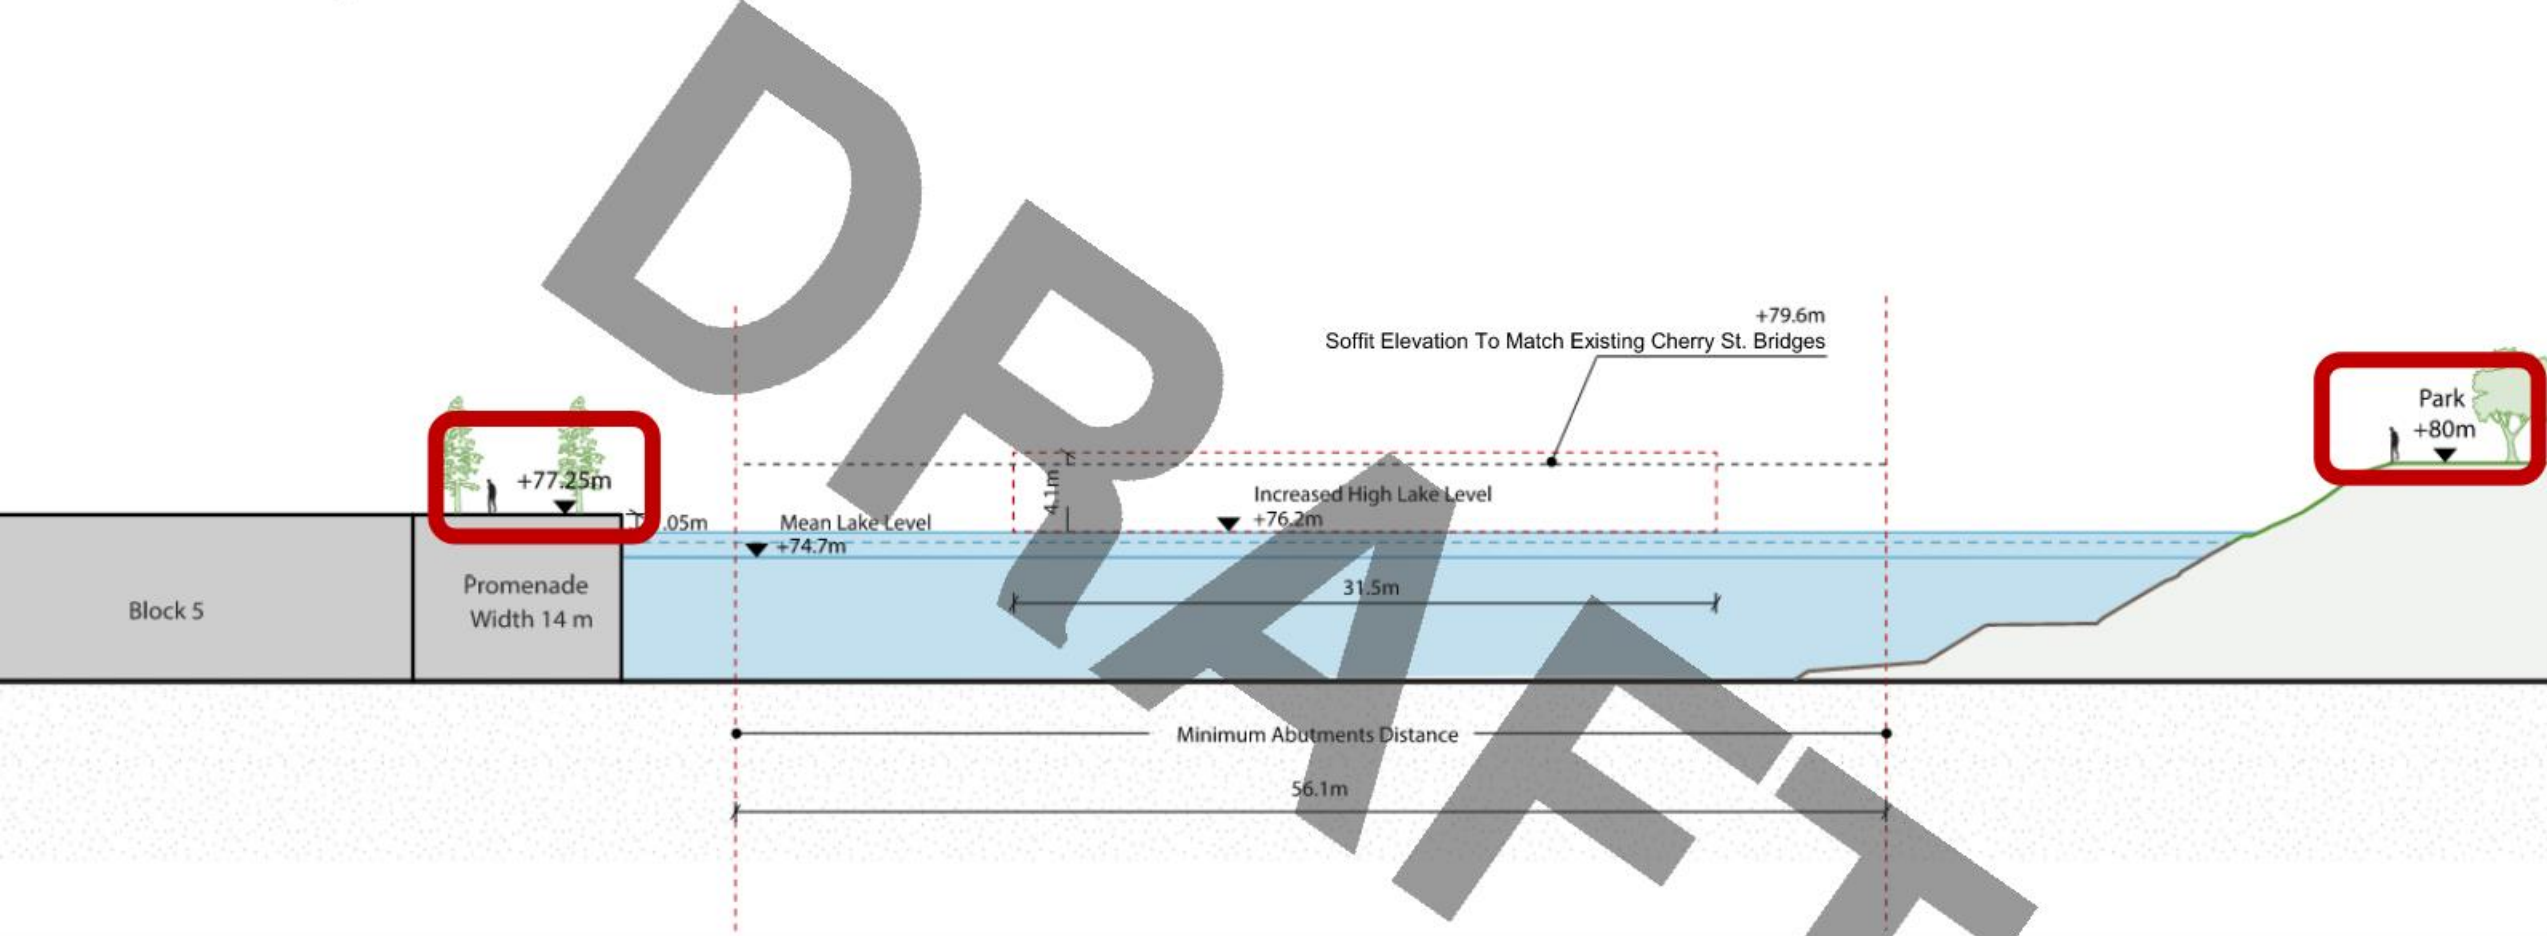 DRAFT
+79.6m
Soffit Elevation To Match Existing Cherry St. Bridges
Park
+80m
+77.25m
.05m
Mean Lake Level
+74.7m
4.1m
Increased High Lake Level
+76.2m
31.5m
Block 5
Promenade
Width 14 m
Minimum Abutments Distance
56.1m